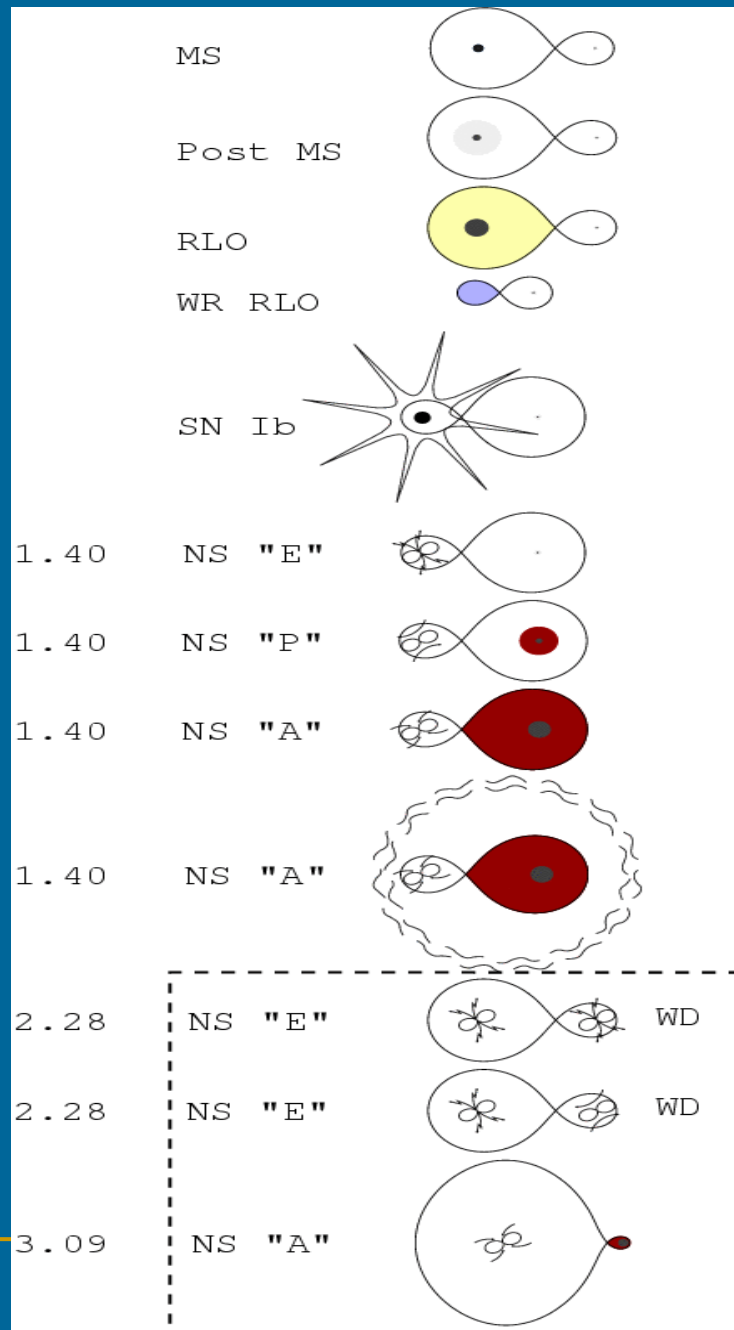 MS
Post MS
RLO
WR RLO
SN Ib
1.40 NS "E"
1.40 NS "P"
1.40 NS "A"
1.40 NS "A"
2.28 NS "E" WD
2.28 NS "E" WD
3.09 NS "A"